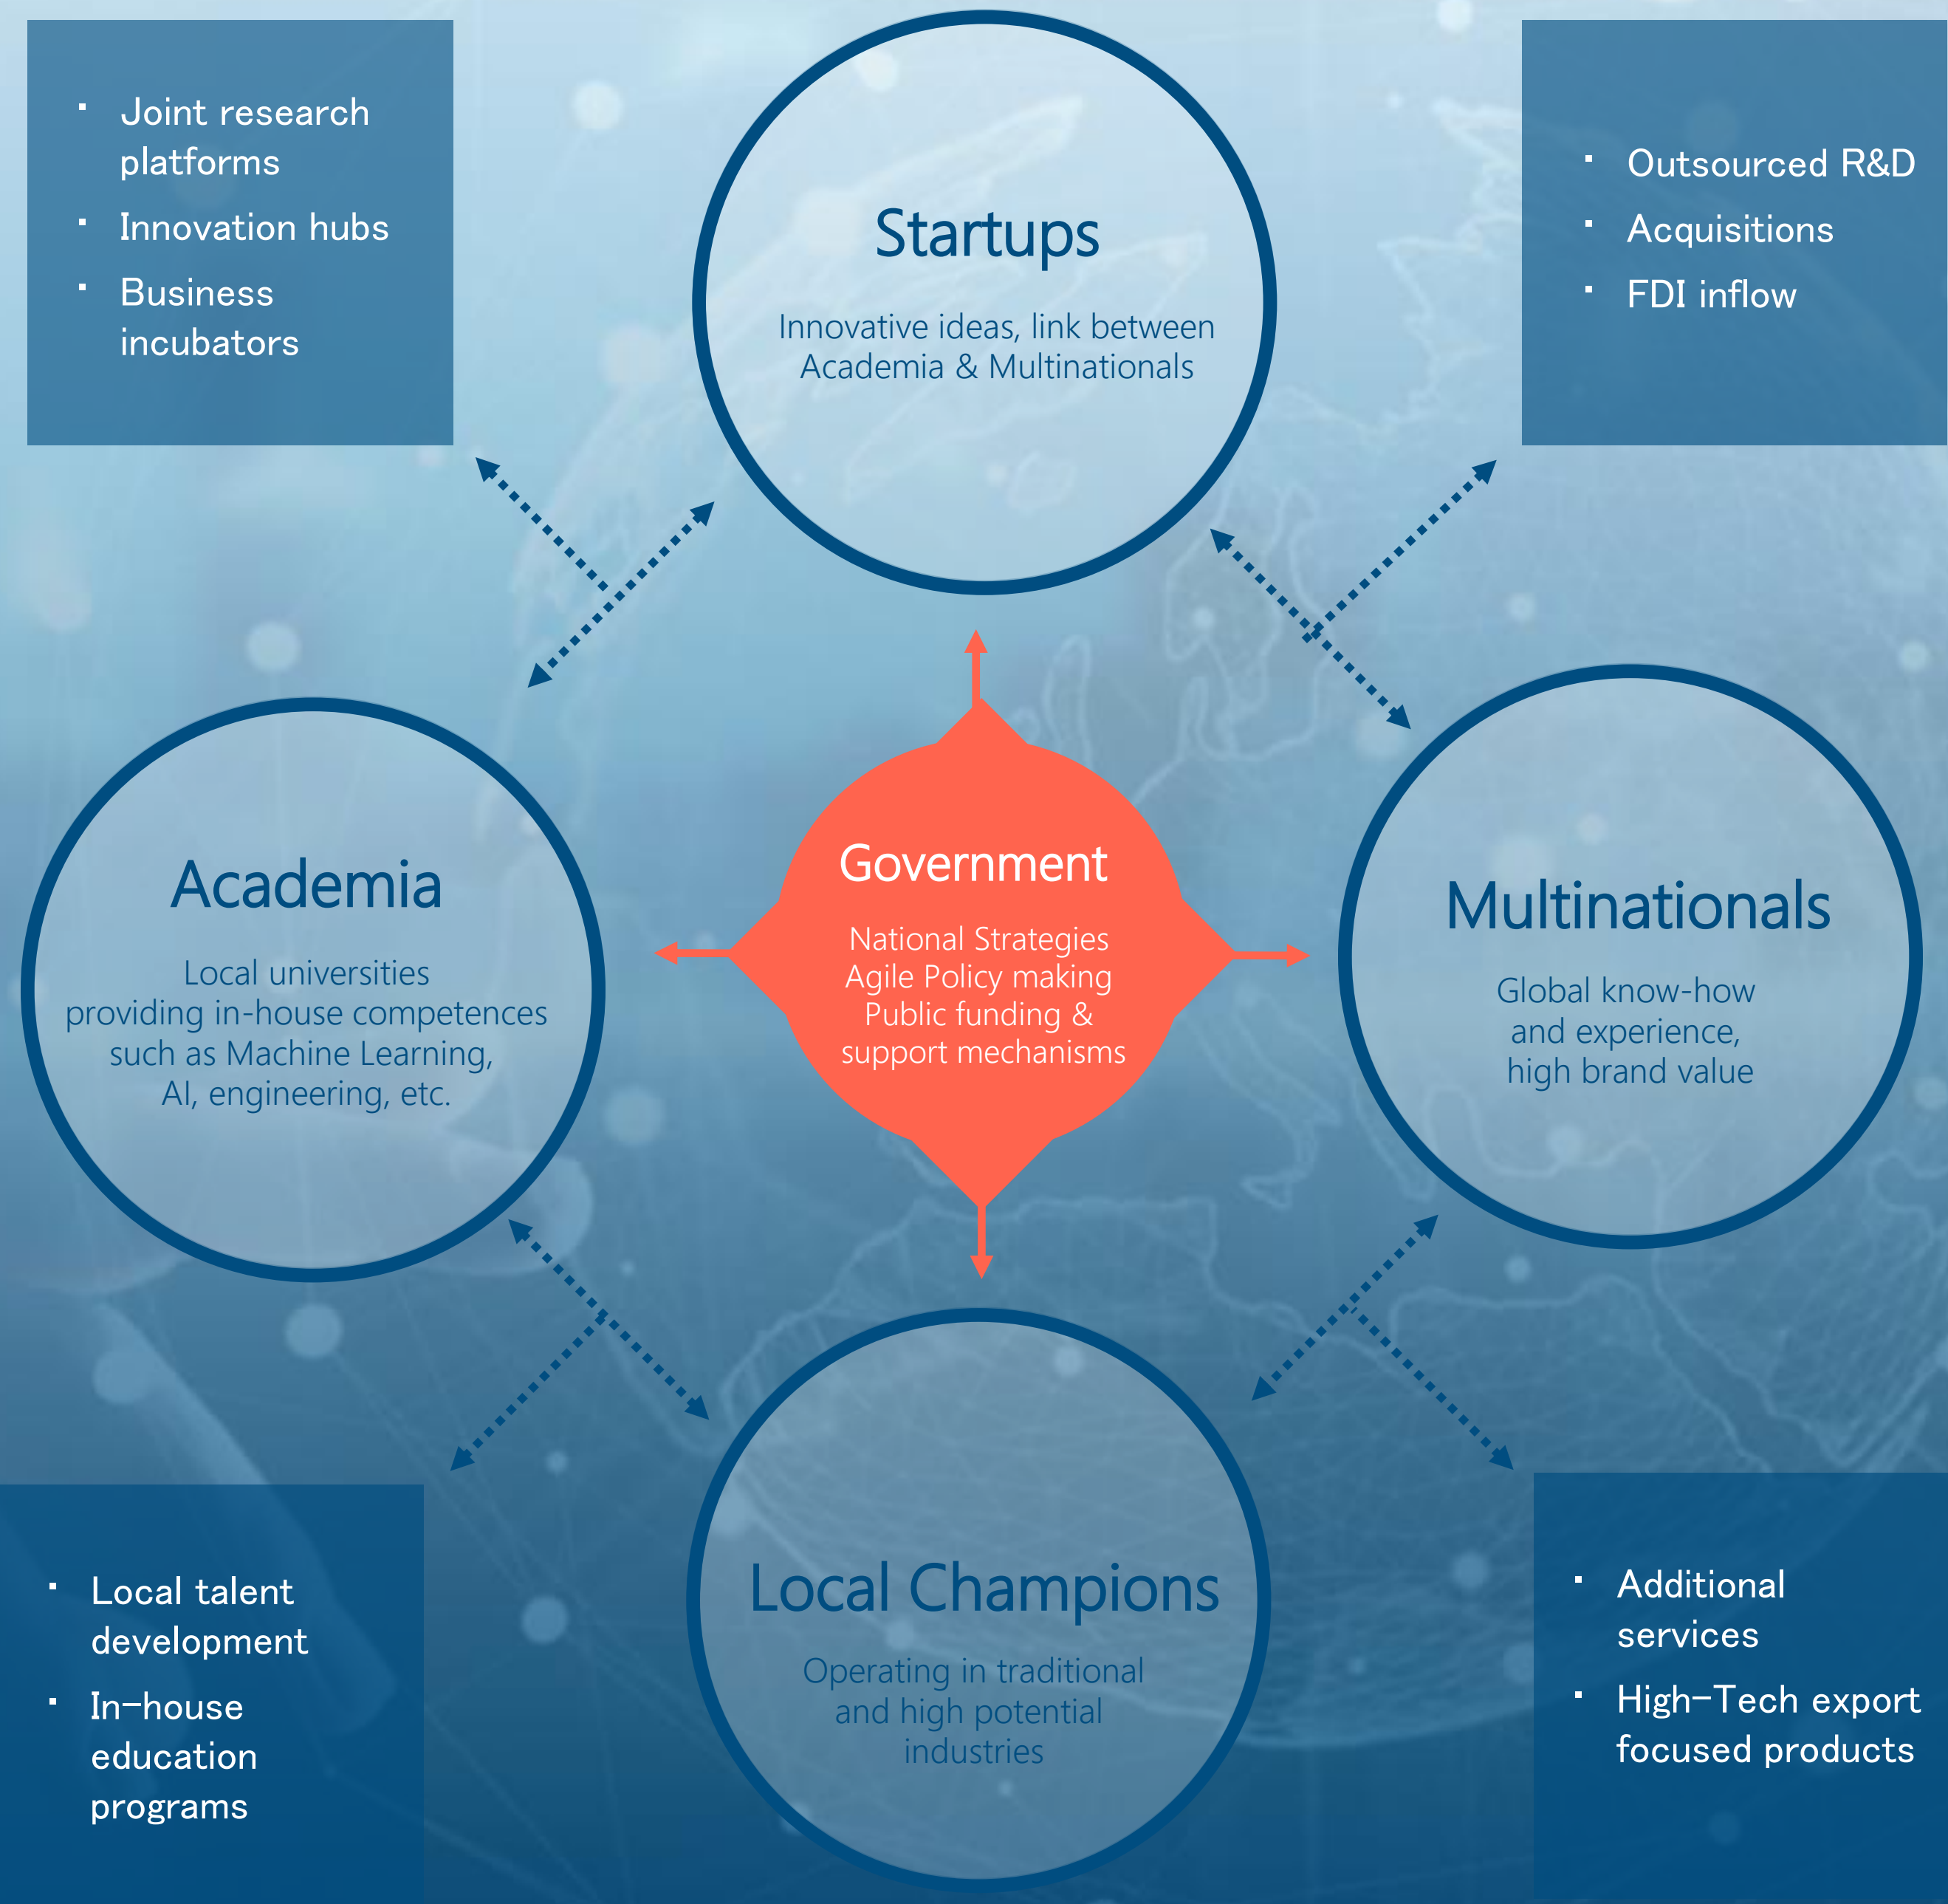 ▪ Joint research
platforms
▪ Innovation hubs
▪ Business
incubators
Startups
Innovative ideas, link between
Academia & Multinationals
▪ Outsourced R&D
▪ Acquisitions
▪ FDI inflow
Academia
Local universities
providing in-house competences
such as Machine Learning,
AI, engineering, etc.
Government
National Strategies
Agile Policy making
Public funding &
support mechanisms
Multinationals
Global know-how
and experience,
high brand value
▪ Local talent
development
▪ In-house
education
programs
Local Champions
Operating in traditional
and high potential
industries
▪ Additional
services
▪ High-Tech export
focused products